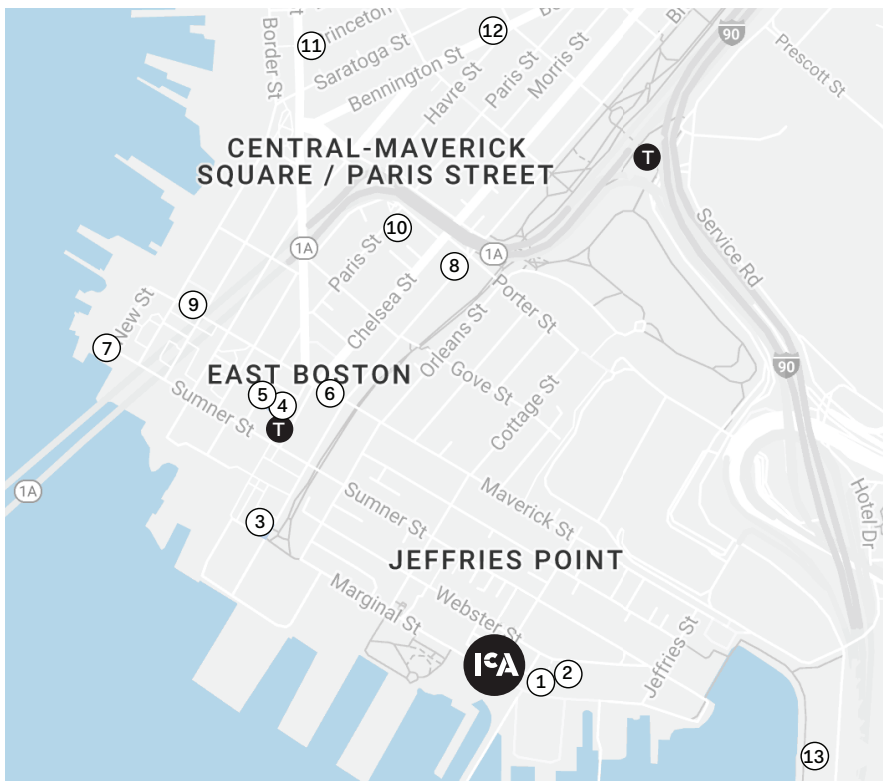 90
12
Princeton
11
Border St
Saratoga St
Bennington St
Havre St
Paris St
Morris St
Prescott St
CENTRAL-MAVERICK
SQUARE / PARIS STREET
T
10
1A
1A
8
Paris St
Service Rd
Chelsea St
Porter St
9
New St
7
Orleans St
90
EAST BOSTON
Gove St
5
4
6
Cottage St
Sumner St
T
1A
3
Sumner St
Maverick St
Hotel Dr
JEFFRIES POINT
Marginal St
Webster St
Jeffries St
ICA
1
2
13